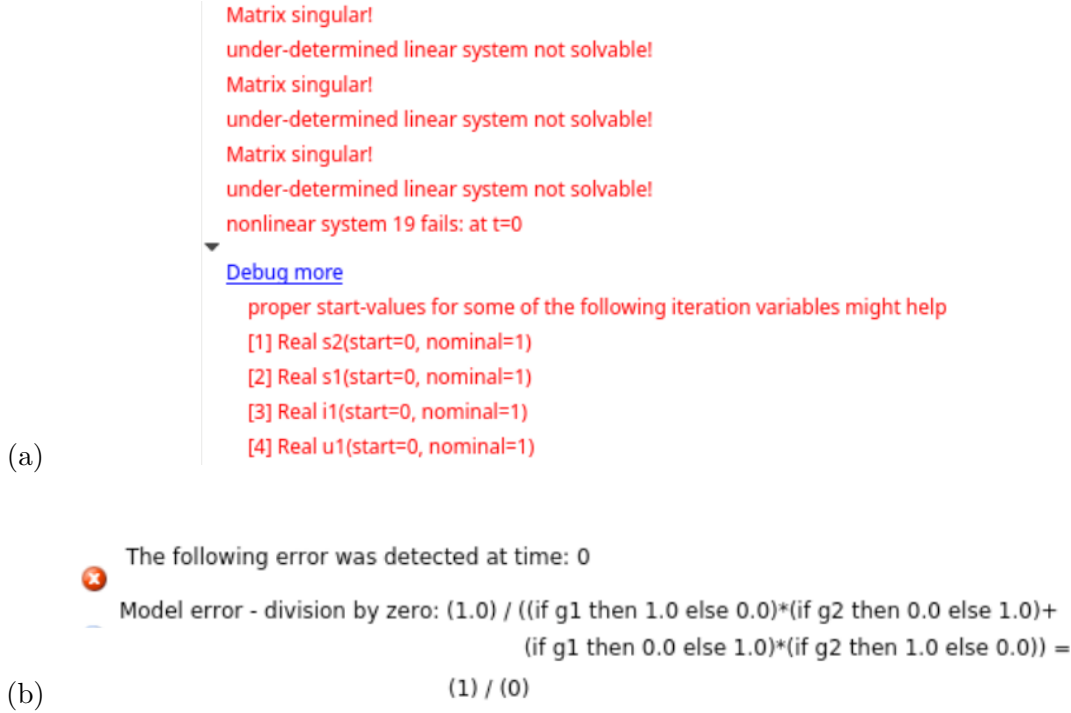 Matrix singular!
under-determined linear system not solvable!
Matrix singular!
under-determined linear system not solvable!
Matrix singular!
under-determined linear system not solvable!
nonlinear system 19 fails: at t=0
Debug more
proper start-values for some of the following iteration variables might help
[1] Real s2(start=0, nominal=1)
[2] Real s1(start=0, nominal=1)
[3] Real i1(start=0, nominal=1)
[4] Real u1(start=0, nominal=1)
(a)
The following error was detected at time: 0
Model error - division by zero: (1.0) / ((if g1 then 1.0 else 0.0)*(if g2 then 0.0 else 1.0)+
(if g1 then 0.0 else 1.0)*(if g2 then 1.0 else 0.0)) =
(1) / (0)
(b)